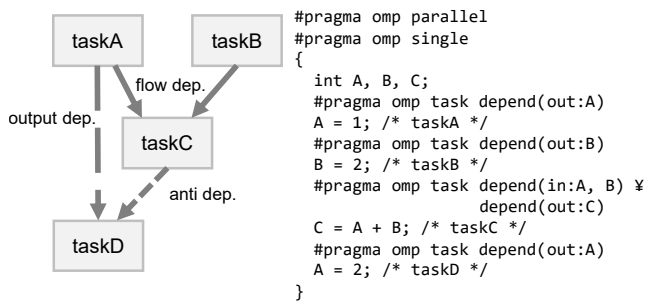 taskA
taskB
flow dep.
output dep.
taskC
anti dep.
taskD
#pragma omp parallel
#pragma omp single
{
int A, B, C;
#pragma omp task depend(out:A)
A = 1; /* taskA */
#pragma omp task depend(out:B)
B = 2; /* taskB */
#pragma omp task depend(in:A, B) ¥
depend(out:C)
C = A + B; /* taskC */
#pragma omp task depend(out:A)
A = 2; /* taskD */
}